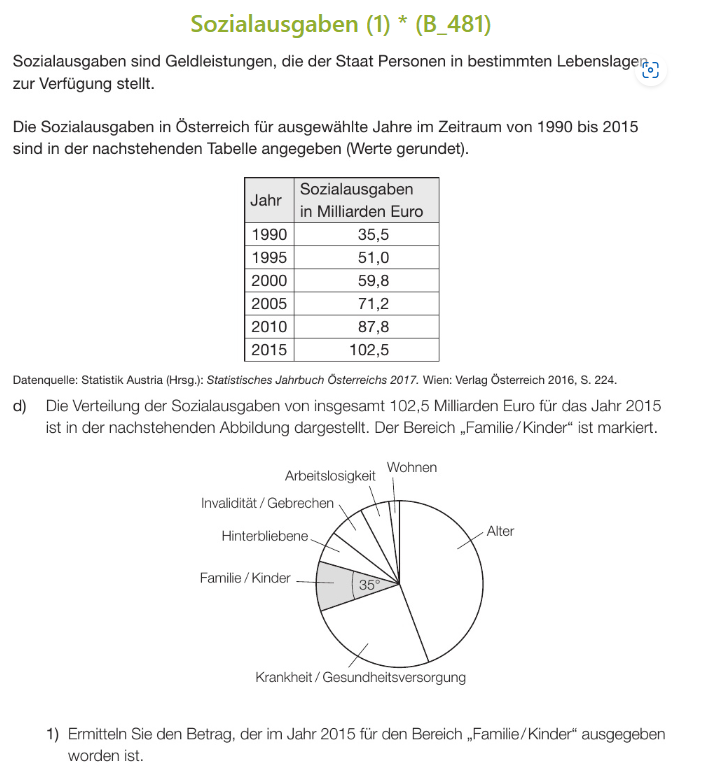 Sozialausgaben (1) * (B_481)
Sozialausgaben sind Geldleistungen, die der Staat Personen in bestimmten Lebenslagen
zur Verfügung stellt.
Die Sozialausgaben in Österreich für ausgewählte Jahre im Zeitraum von 1990 bis 2015
sind in der nachstehenden Tabelle angegeben (Werte gerundet).
Jahr Sozialausgaben in Milliarden Euro
1990 35,5
1995 51,0
2000 59,8
2005 71,2
2010 87,8
2015 102,5
Datenquelle: Statistik Austria (Hrsg.): Statistisches Jahrbuch Österreichs 2017. Wien: Verlag Österreich 2016, S. 224.
d) Die Verteilung der Sozialausgaben von insgesamt 102,5 Milliarden Euro für das Jahr 2015
ist in der nachstehenden Abbildung dargestellt. Der Bereich „Familie/Kinder“ ist markiert.
Wohnen
Arbeitslosigkeit
Invalidität/Gebrechen
Alter
Hinterbliebene
Familie/Kinder
35°
Krankheit/Gesundheitsversorgung
1) Ermitteln Sie den Betrag, der im Jahr 2015 für den Bereich „Familie/Kinder“ ausgegeben
worden ist.